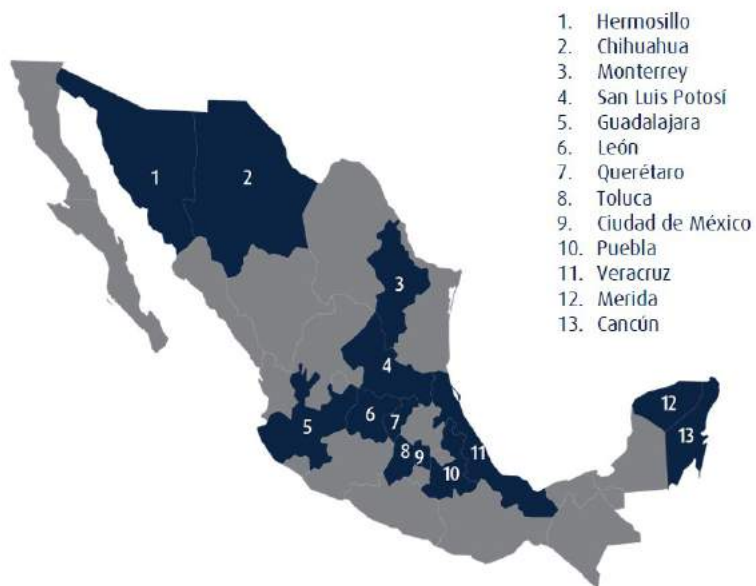 1. Hermosillo
2. Chihuahua
3. Monterrey
4. San Luis Potosí
5. Guadalajara
6. León
7. Querétaro
8. Toluca
9. Ciudad de México
10. Puebla
11. Veracruz
12. Merida
13. Cancún
1
2
3
4
5
6
7
8
9
10
11
12
13